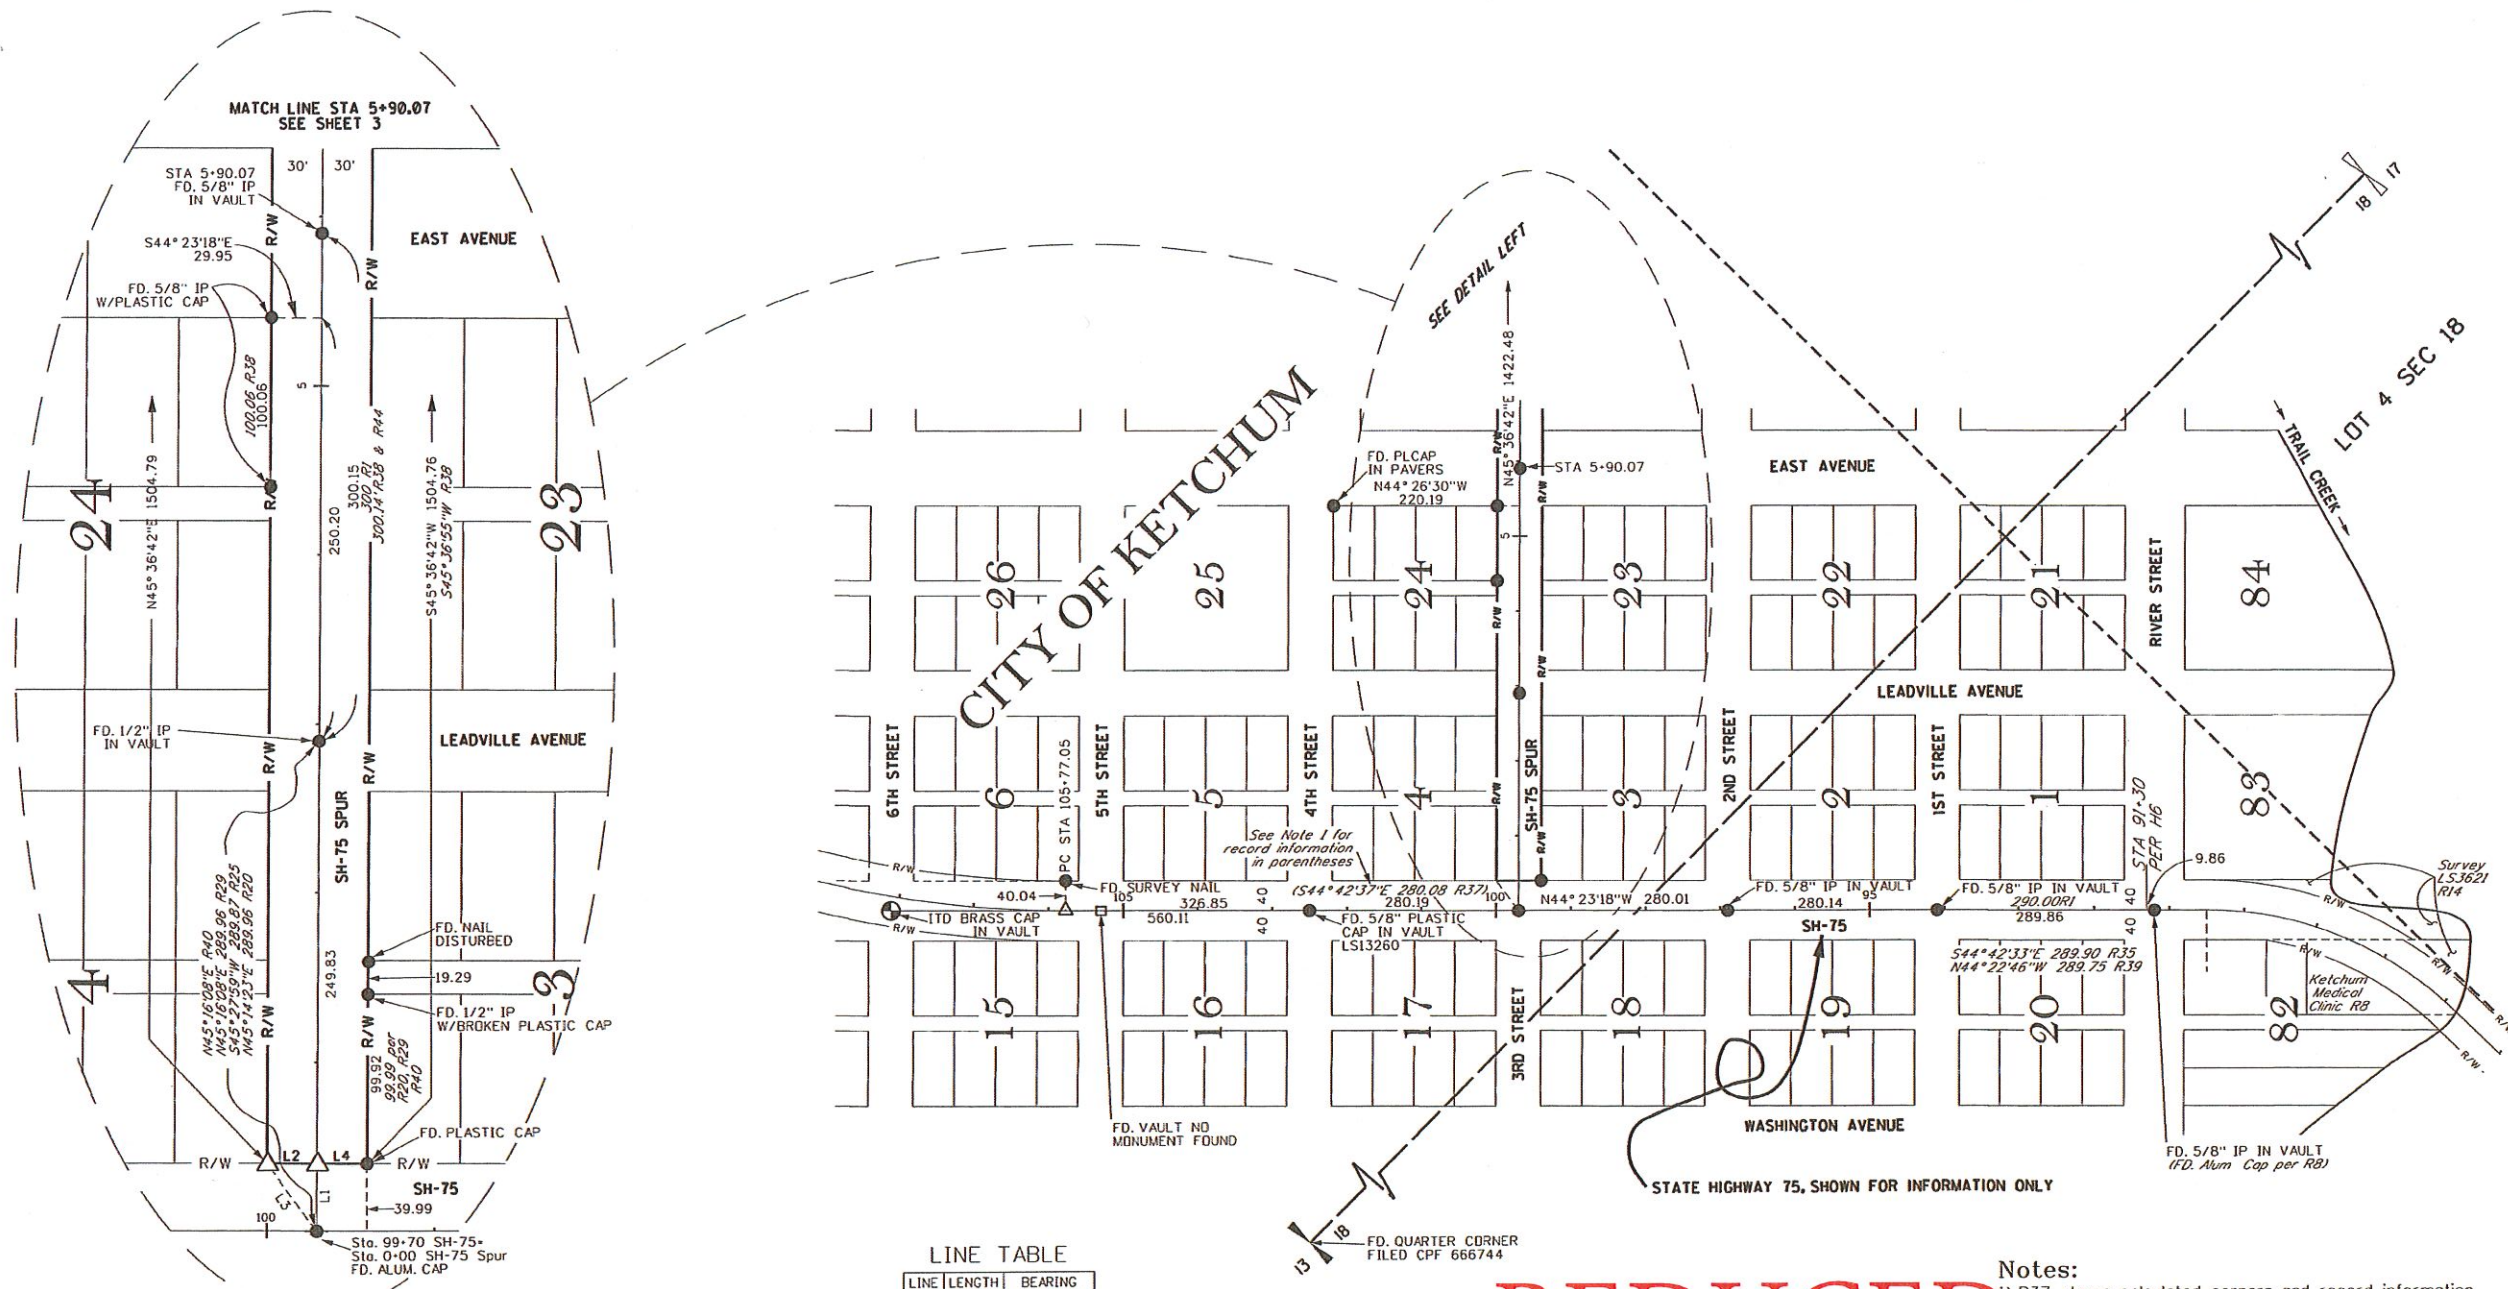 MATCH LINE STA 5+90.07
SEE SHEET 3
30'
30'
STA 5+90.07
FD. 5/8" IP
IN VAULT
R/W
R/W
EAST AVENUE
S44°23'18"E
29.95
FD. 5/8" IP
W/PLASTIC CAP
100.06 R38
100.06
5
R/W
24
23
N45°36'42"E 1504.79
250.20
300.15
300 R1
300.14' R38 & R44
S45°36'42"W 1504.76
S45°36'55"W R38
FD. 1/2" IP
IN VAULT
R/W
R/W
LEADVILLE AVENUE
SH-75 SPUR
N45°16'08"E R40
N45°16'08"E 289.96 R29
S45°27'59"W 289.87 R25
N45°14'23"E 289.96 R20
R/W
249.83
FD. NAIL
DISTURBED
19.29
4
3
FD. 1/2" IP
W/BROKEN PLASTIC CAP
R/W
99.92
99.99 per
R20, R29
R40
FD. PLASTIC CAP
R/W
L2
L4
R/W
L3
L1
SH-75
39.99
100
Sta. 99+70 SH-75=
Sta. 0+00 SH-75 Spur
FD. ALUM. CAP
CITY OF KETCHUM
SEE DETAIL LEFT
N45°36'42"E 1422.48
17
18
LOT 4 SEC 18
TRAIL CREEK
FD. PLCAP
IN PAVERS
N44°26'30"W
220.19
R/W
STA 5+90.07
R/W
EAST AVENUE
5
26
25
24
23
22
21
84
R/W
R/W
RIVER STREET
LEADVILLE AVENUE
6TH STREET
5TH STREET
4TH STREET
2ND STREET
1ST STREET
PC STA 105+77.05
6
5
4
3
2
1
83
R/W
SH-75 SPUR
R/W
STA 91+30
PER H6
9.86
See Note 1 for
record information
in parentheses
Survey
LS3621
R14
R/W
40.04
FD. SURVEY NAIL
105
326.85
560.11
40
40
(S44°42'37"E 280.08 R37)
280.19
100
N44°23'18"W
280.01
FD. 5/8" IP IN VAULT
280.14
95
FD. 5/8" IP IN VAULT
290.00R1
289.86
40
40
R/W
R/W
ITD BRASS CAP
IN VAULT
FD. 5/8" PLASTIC
CAP IN VAULT
LS13260
SH-75
S44°42'33"E 289.90 R35
N44°22'46"W 289.75 R39
R/W
R/W
Ketchum
Medical
Clinic R8
R/W
R/W
15
16
17
18
19
20
82
3RD STREET
FD. VAULT NO
MONUMENT FOUND
WASHINGTON AVENUE
FD. 5/8" IP IN VAULT
(FD. Alum Cap per R8)
STATE HIGHWAY 75, SHOWN FOR INFORMATION ONLY
18
13
FD. QUARTER CORNER
FILED CPF 666744
LINE TABLE
LINE LENGTH BEARING
REDUCED
Notes: